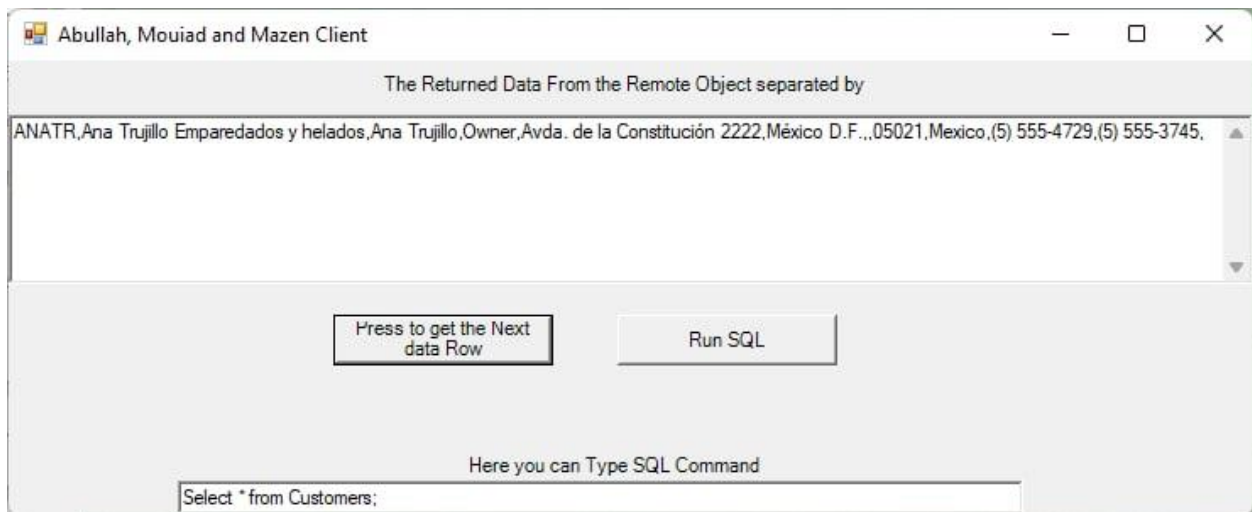 Abullah, Mouiad and Mazen Client
The Returned Data From the Remote Object separated by
ANATR,Ana Trujillo Emparedados y helados,Ana Trujillo,Owner,Avda. de la Constitución 2222,México D.F.,,05021,Mexico,(5) 555-4729,(5) 555-3745,
Press to get the Next
data Row
Run SQL
Here you can Type SQL Command
Select * from Customers;